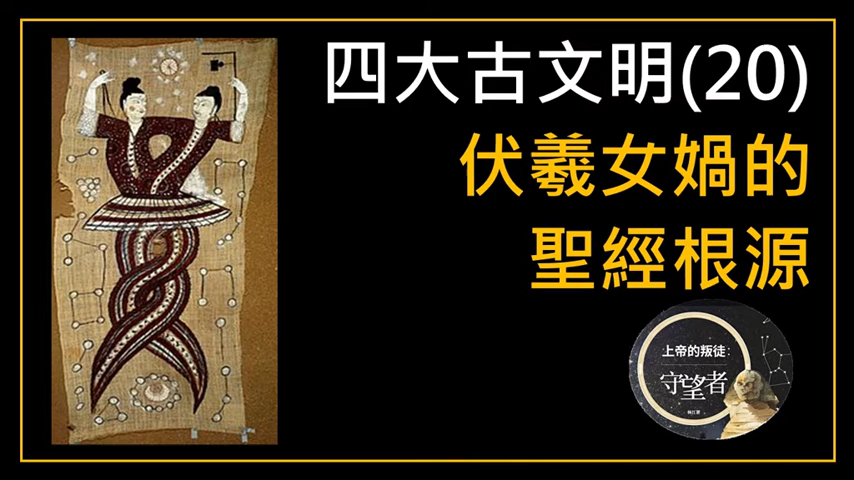 四大古文明(20)
伏羲女媧的
聖經根源
上帝的叛徒:
守望者